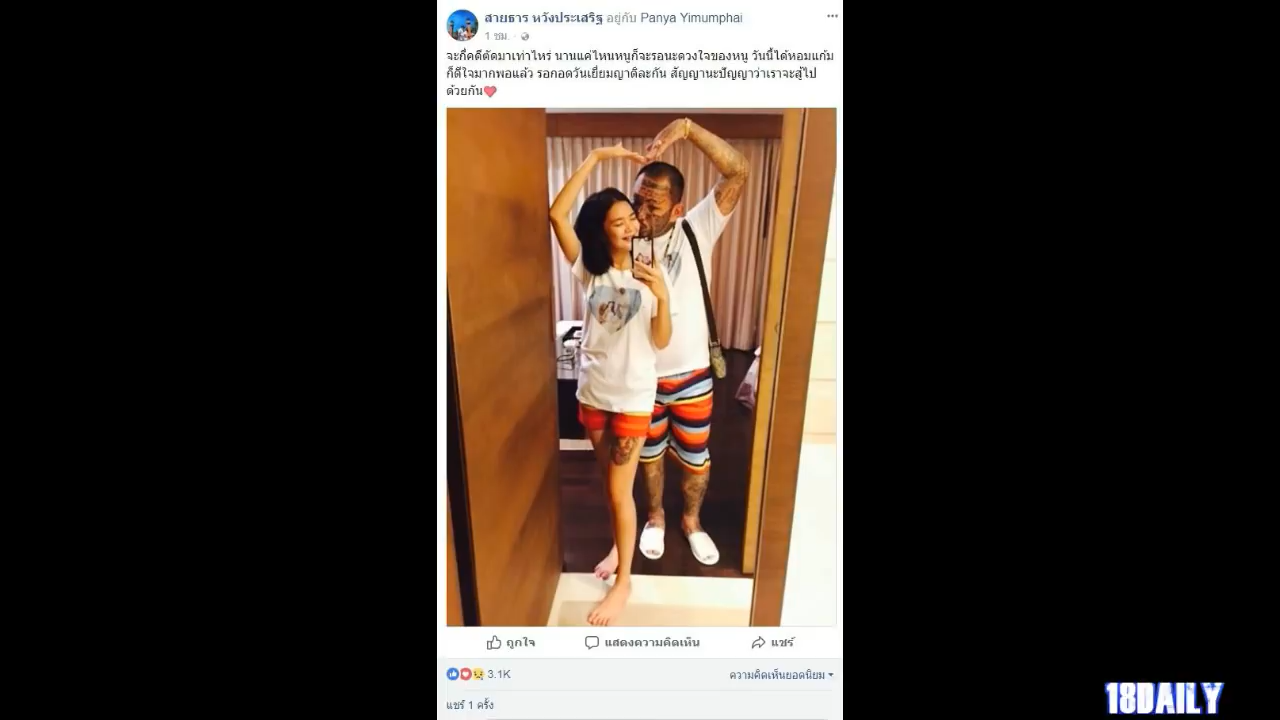 สายธาร หวังประเสริฐ อยู่กับ Panya Yimumphai
1 ชม. ·
จะกี่คดีตัดมาเท่าไหร่ นานแค่ไหนหนูก็จะรอนะดวงใจของหนู วันนี้ได้หอมแก้ม
ก็ดีใจมากพอแล้ว รอกอดวันเยี่ยมญาติละกัน สัญญานะปัญญาว่าเราจะสู้ไป
ด้วยกัน❤
ถูกใจ แสดงความคิดเห็น แชร์
3.1K ความคิดเห็นยอดนิยม
แชร์ 1 ครั้ง
18DAILY